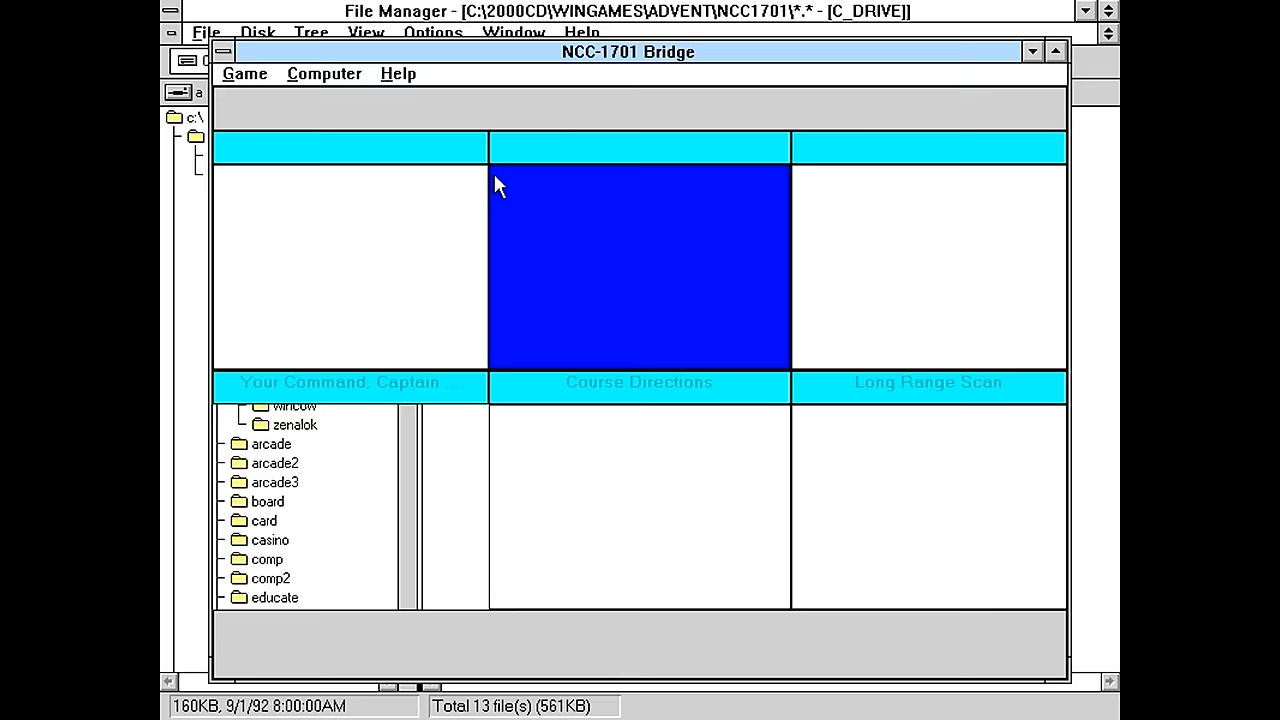 File Manager - [C:\2000CD\WINGAMES\ADVENT\NCC1701\*.* - [C_DRIVE]]
File Disk Tree View Options Window Help
NCC-1701 Bridge
Game Computer Help
a
c:\
Your Command, Captain ... Course Directions Long Range Scan
zenalok
arcade
arcade2
arcade3
board
card
casino
comp
comp2
educate
160KB, 9/1/92 8:00:00AM Total 13 file(s) (561KB)